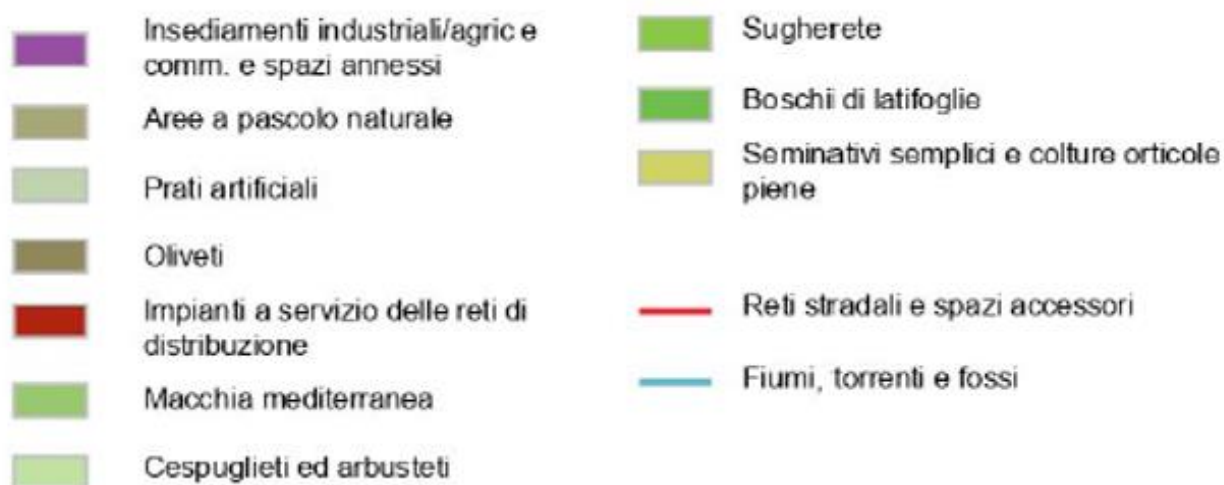 Insediamenti industriali/agric e
comm. e spazi annessi
Aree a pascolo naturale
Prati artificiali
Oliveti
Impianti a servizio delle reti di
distribuzione
Macchia mediterranea
Cespuglieti ed arbusteti
Sugherete
Boschii di latifoglie
Seminativi semplici e colture orticole
piene
Reti stradali e spazi accessori
Fiumi, torrenti e fossi